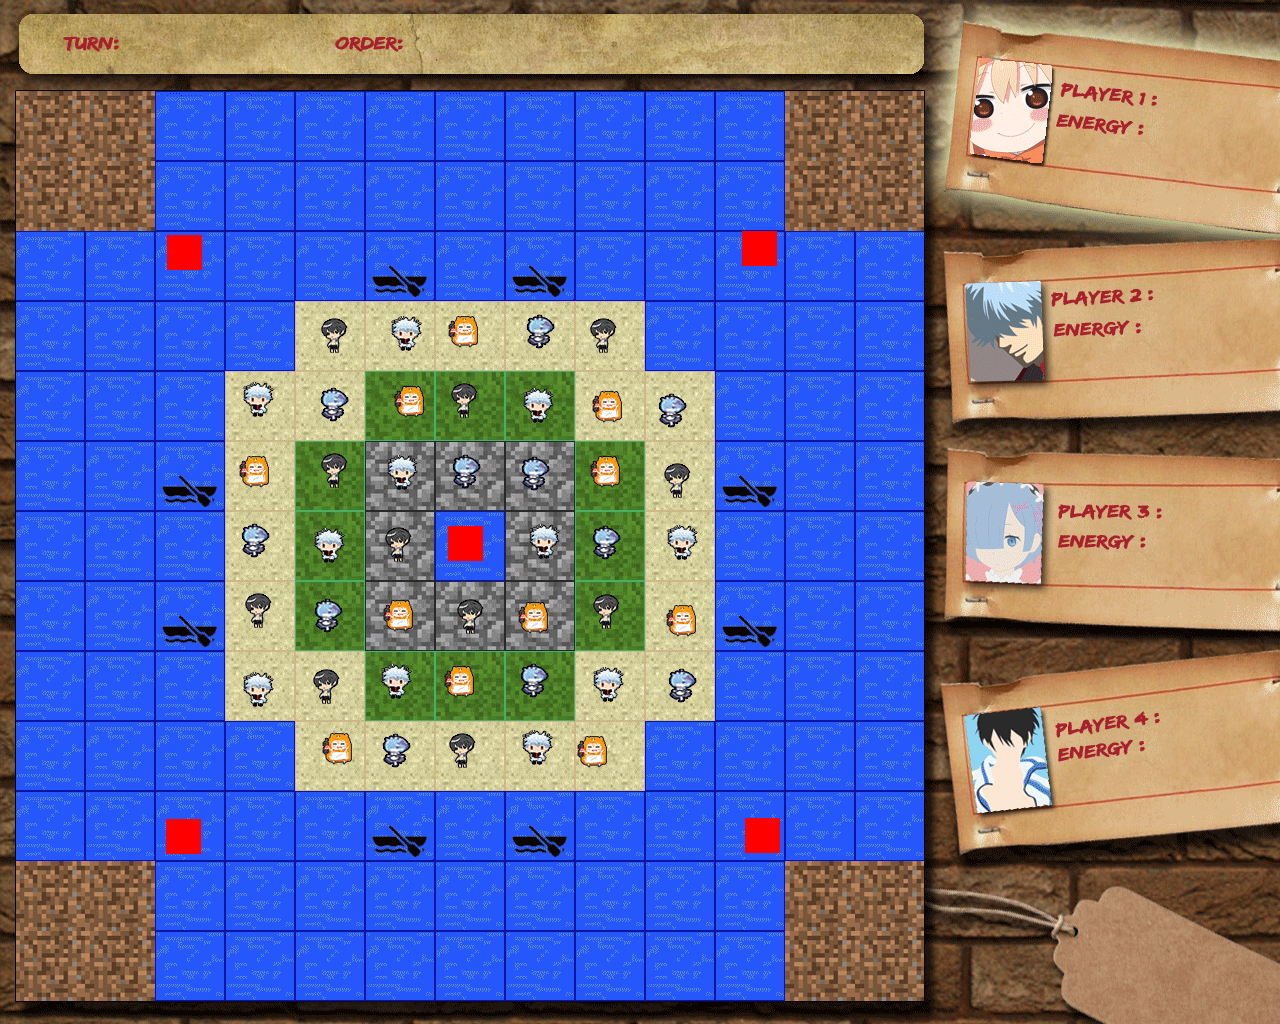 TURN:
ORDER:
PLAYER 1 :
ENERGY :
PLAYER 2 :
ENERGY :
PLAYER 3 :
ENERGY :
PLAYER 4 :
ENERGY :